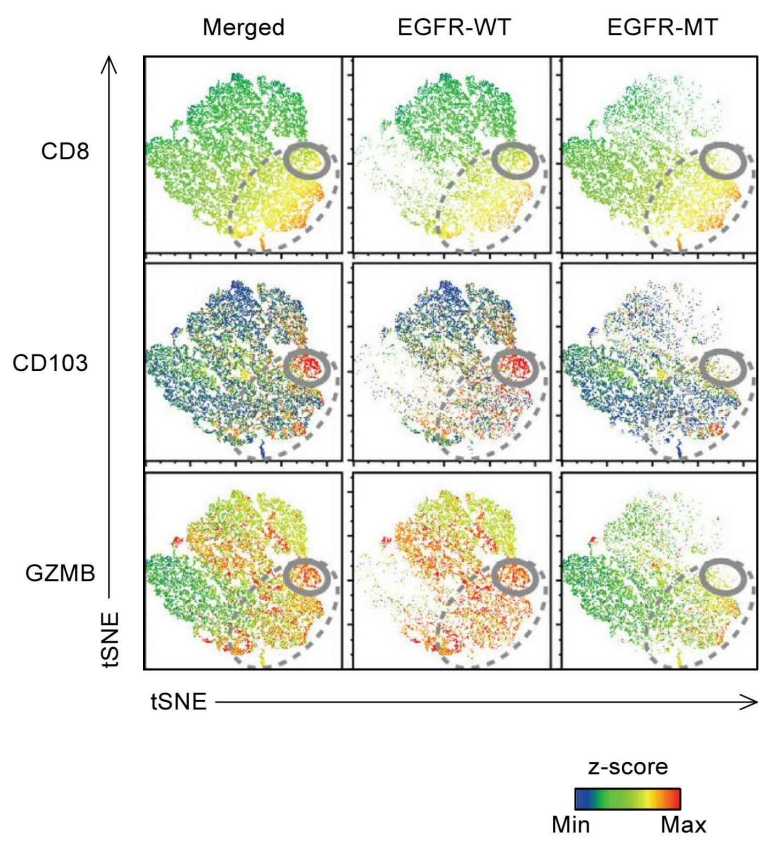 Merged EGFR-WT EGFR-MT
CD8
CD103
GZMB
tSNE
tSNE
z-score
Min Max